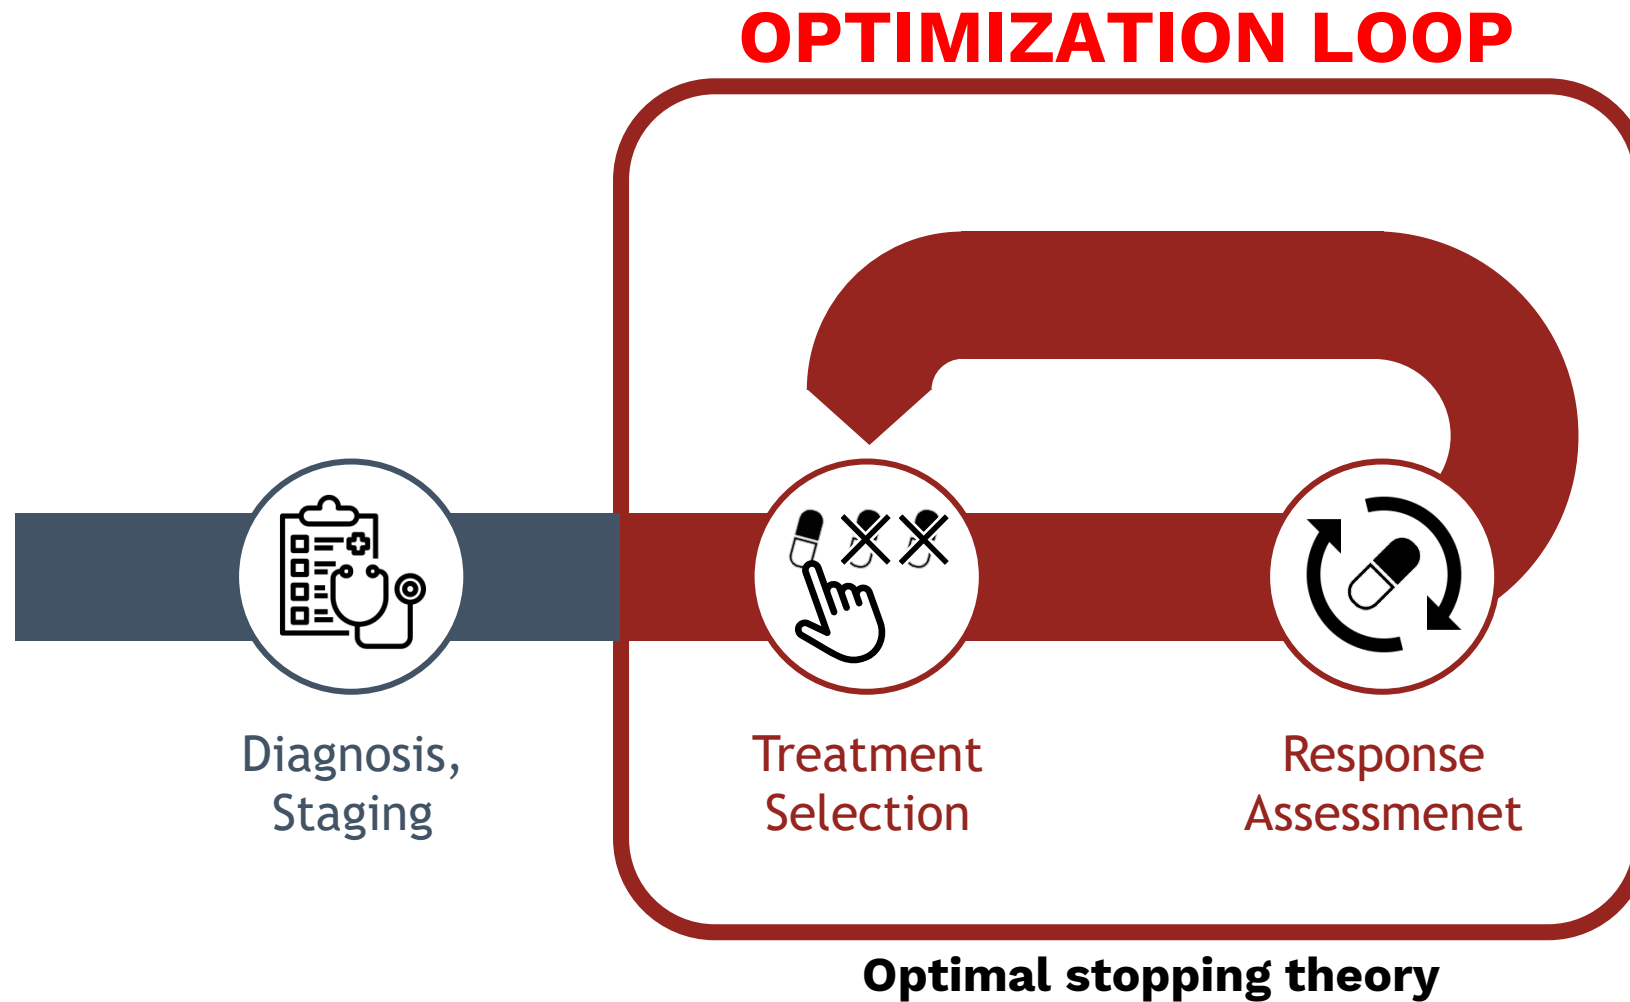 OPTIMIZATION LOOP
Diagnosis,
Staging
Treatment
Selection
Response
Assessmenet
Optimal stopping theory